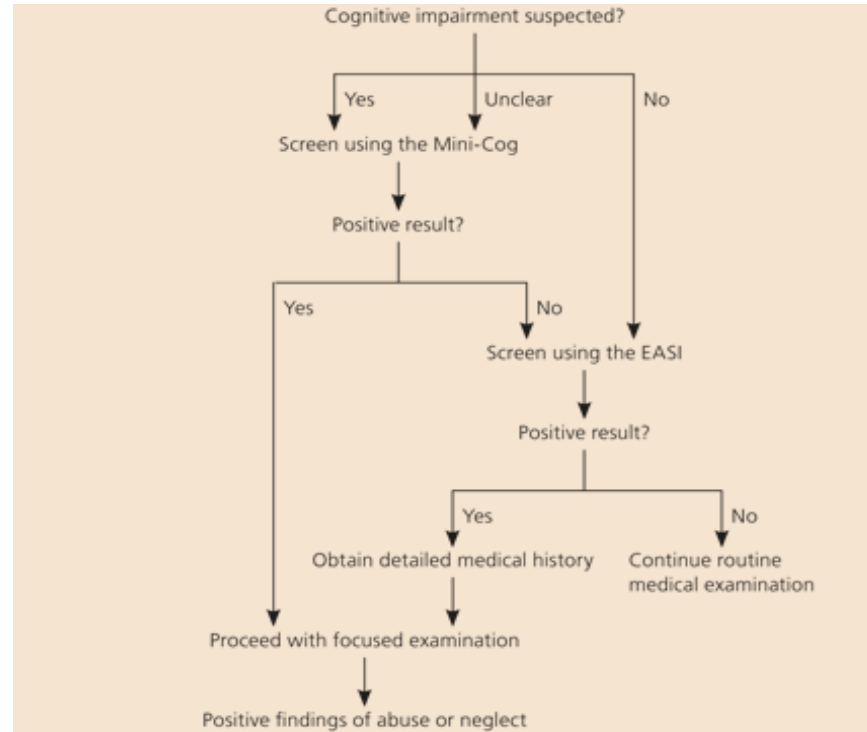 Cognitive impairment suspected?
Yes
Unclear
No
Screen using the Mini-Cog
Positive result?
Yes
No
Screen using the EASI
Positive result?
Yes
No
Obtain detailed medical history
Continue routine
medical examination
Proceed with focused examination
Positive findings of abuse or neglect